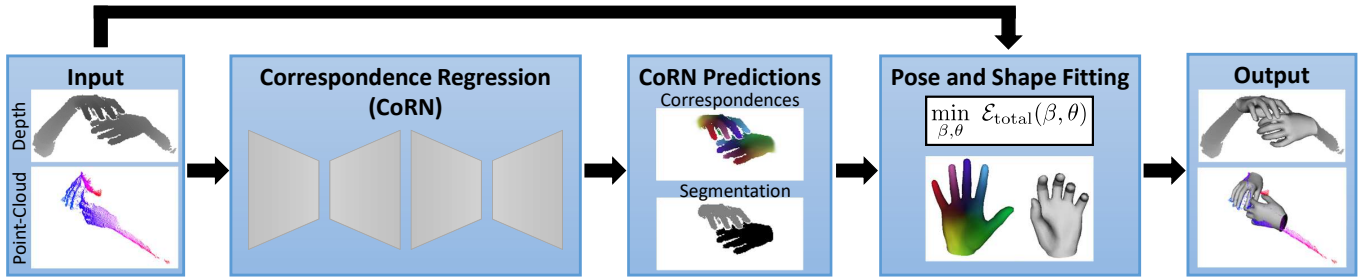 Input
Depth
Point-Cloud
Correspondence Regression
(CoRN)
CoRN Predictions
Correspondences
Segmentation
Pose and Shape Fitting
min ℰtotal(β, θ)
β,θ
Output